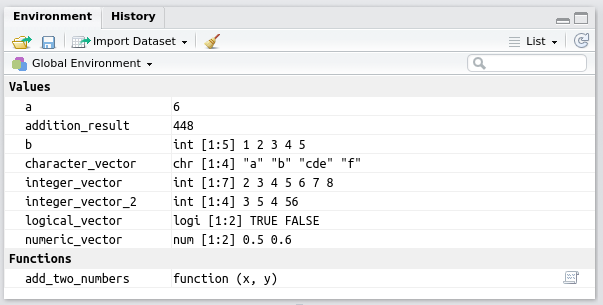 Environment History
Import Dataset List
Global Environment
Values
a 6
addition_result 448
b int [1:5] 1 2 3 4 5
character_vector chr [1:4] "a" "b" "cde" "f"
integer_vector int [1:7] 2 3 4 5 6 7 8
integer_vector_2 int [1:4] 3 5 4 56
logical_vector logi [1:2] TRUE FALSE
numeric_vector num [1:2] 0.5 0.6
Functions
add_two_numbers function (x, y)